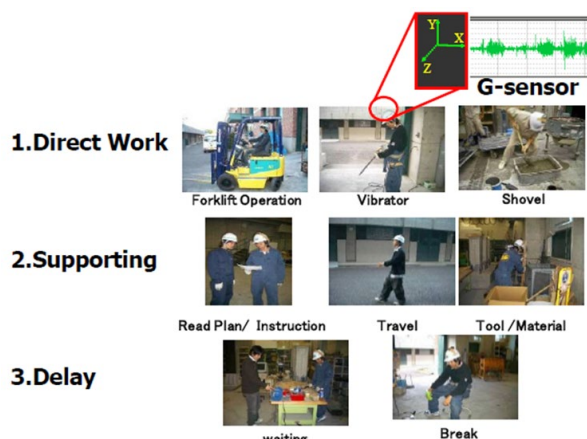 Y
X
Z
G-sensor
1.Direct Work
Forklift Operation
Vibrator
Shovel
2.Supporting
Read Plan/ Instruction
Travel
Tool /Material
3.Delay
waiting
Break